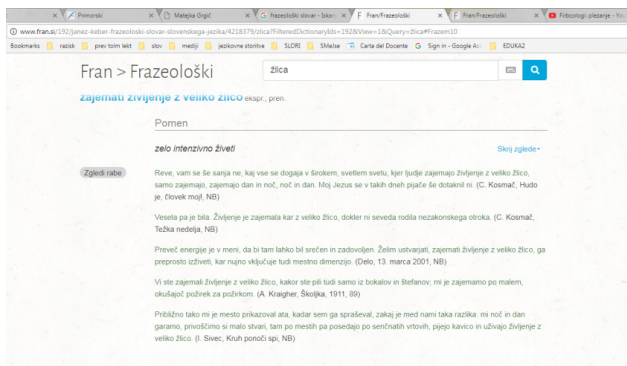 Primorski
Matejka Grgič
frazeološki slovar - Iskan
Fran/Frazeološki
Fran/Frazeološki
Fitbcologi plezanje - Yo
www.fran.si/192/janez-keber-frazeoloski-slovar-slovenskega-jezika/4218379/zlica?FilteredDictionaryIds=192&View=1&Query=žlica#Frazem10
Bookmarks razisk prev tolm lekt slov mediji jezikovne storitve SLORI SMeIse Carta del Docente Sign in - Google Acc EDUKA2
Fran > Frazeološki
žlica
zajemati življenje z veliko žlico ekspr., pren.
Pomen
zelo intenzivno živeti
Skrij zglede
Zgledi rabe
Reve, vam se še sanja ne, kaj vse se dogaja v širokem, svetlem svetu, kjer ljudje zajemajo življenje z veliko žlico,
samo zajemajo, zajemajo dan in noč, noč in dan. Moj Jezus se v takih dneh pijače še dotaknil ni. (C. Kosmač, Hudo
je, človek moj!, NB)
Vesela pa je bila. Življenje je zajemala kar z veliko žlico, dokler ni seveda rodila nezakonskega otroka. (C. Kosmač,
Težka nedelja, NB)
Preveč energije je v meni, da bi tam lahko bil srečen in zadovoljen. Želim ustvarjati, zajemati življenje z veliko žlico, ga
preprosto izživeti, kar nujno vključuje tudi mestno dimenzijo. (Delo, 13. marca 2001, NB)
Vi ste zajemali življenje z veliko žlico, kakor ste pili tudi samo iz bokalov in štefanov; mi je zajemamo po malem,
okušajoč požirek za požirkom. (A. Kraigher, Školjka, 1911, 89)
Približno tako mi je mesto prikazoval ata, kadar sem ga spraševal, zakaj je med nami taka razlika: mi noč in dan
garamo, privoščimo si malo stvari, tam po mestih pa posedajo po senčnatih vrtovih, pijejo kavico in uživajo življenje z
veliko žlico. (I. Sivec, Kruh ponoči spi, NB)